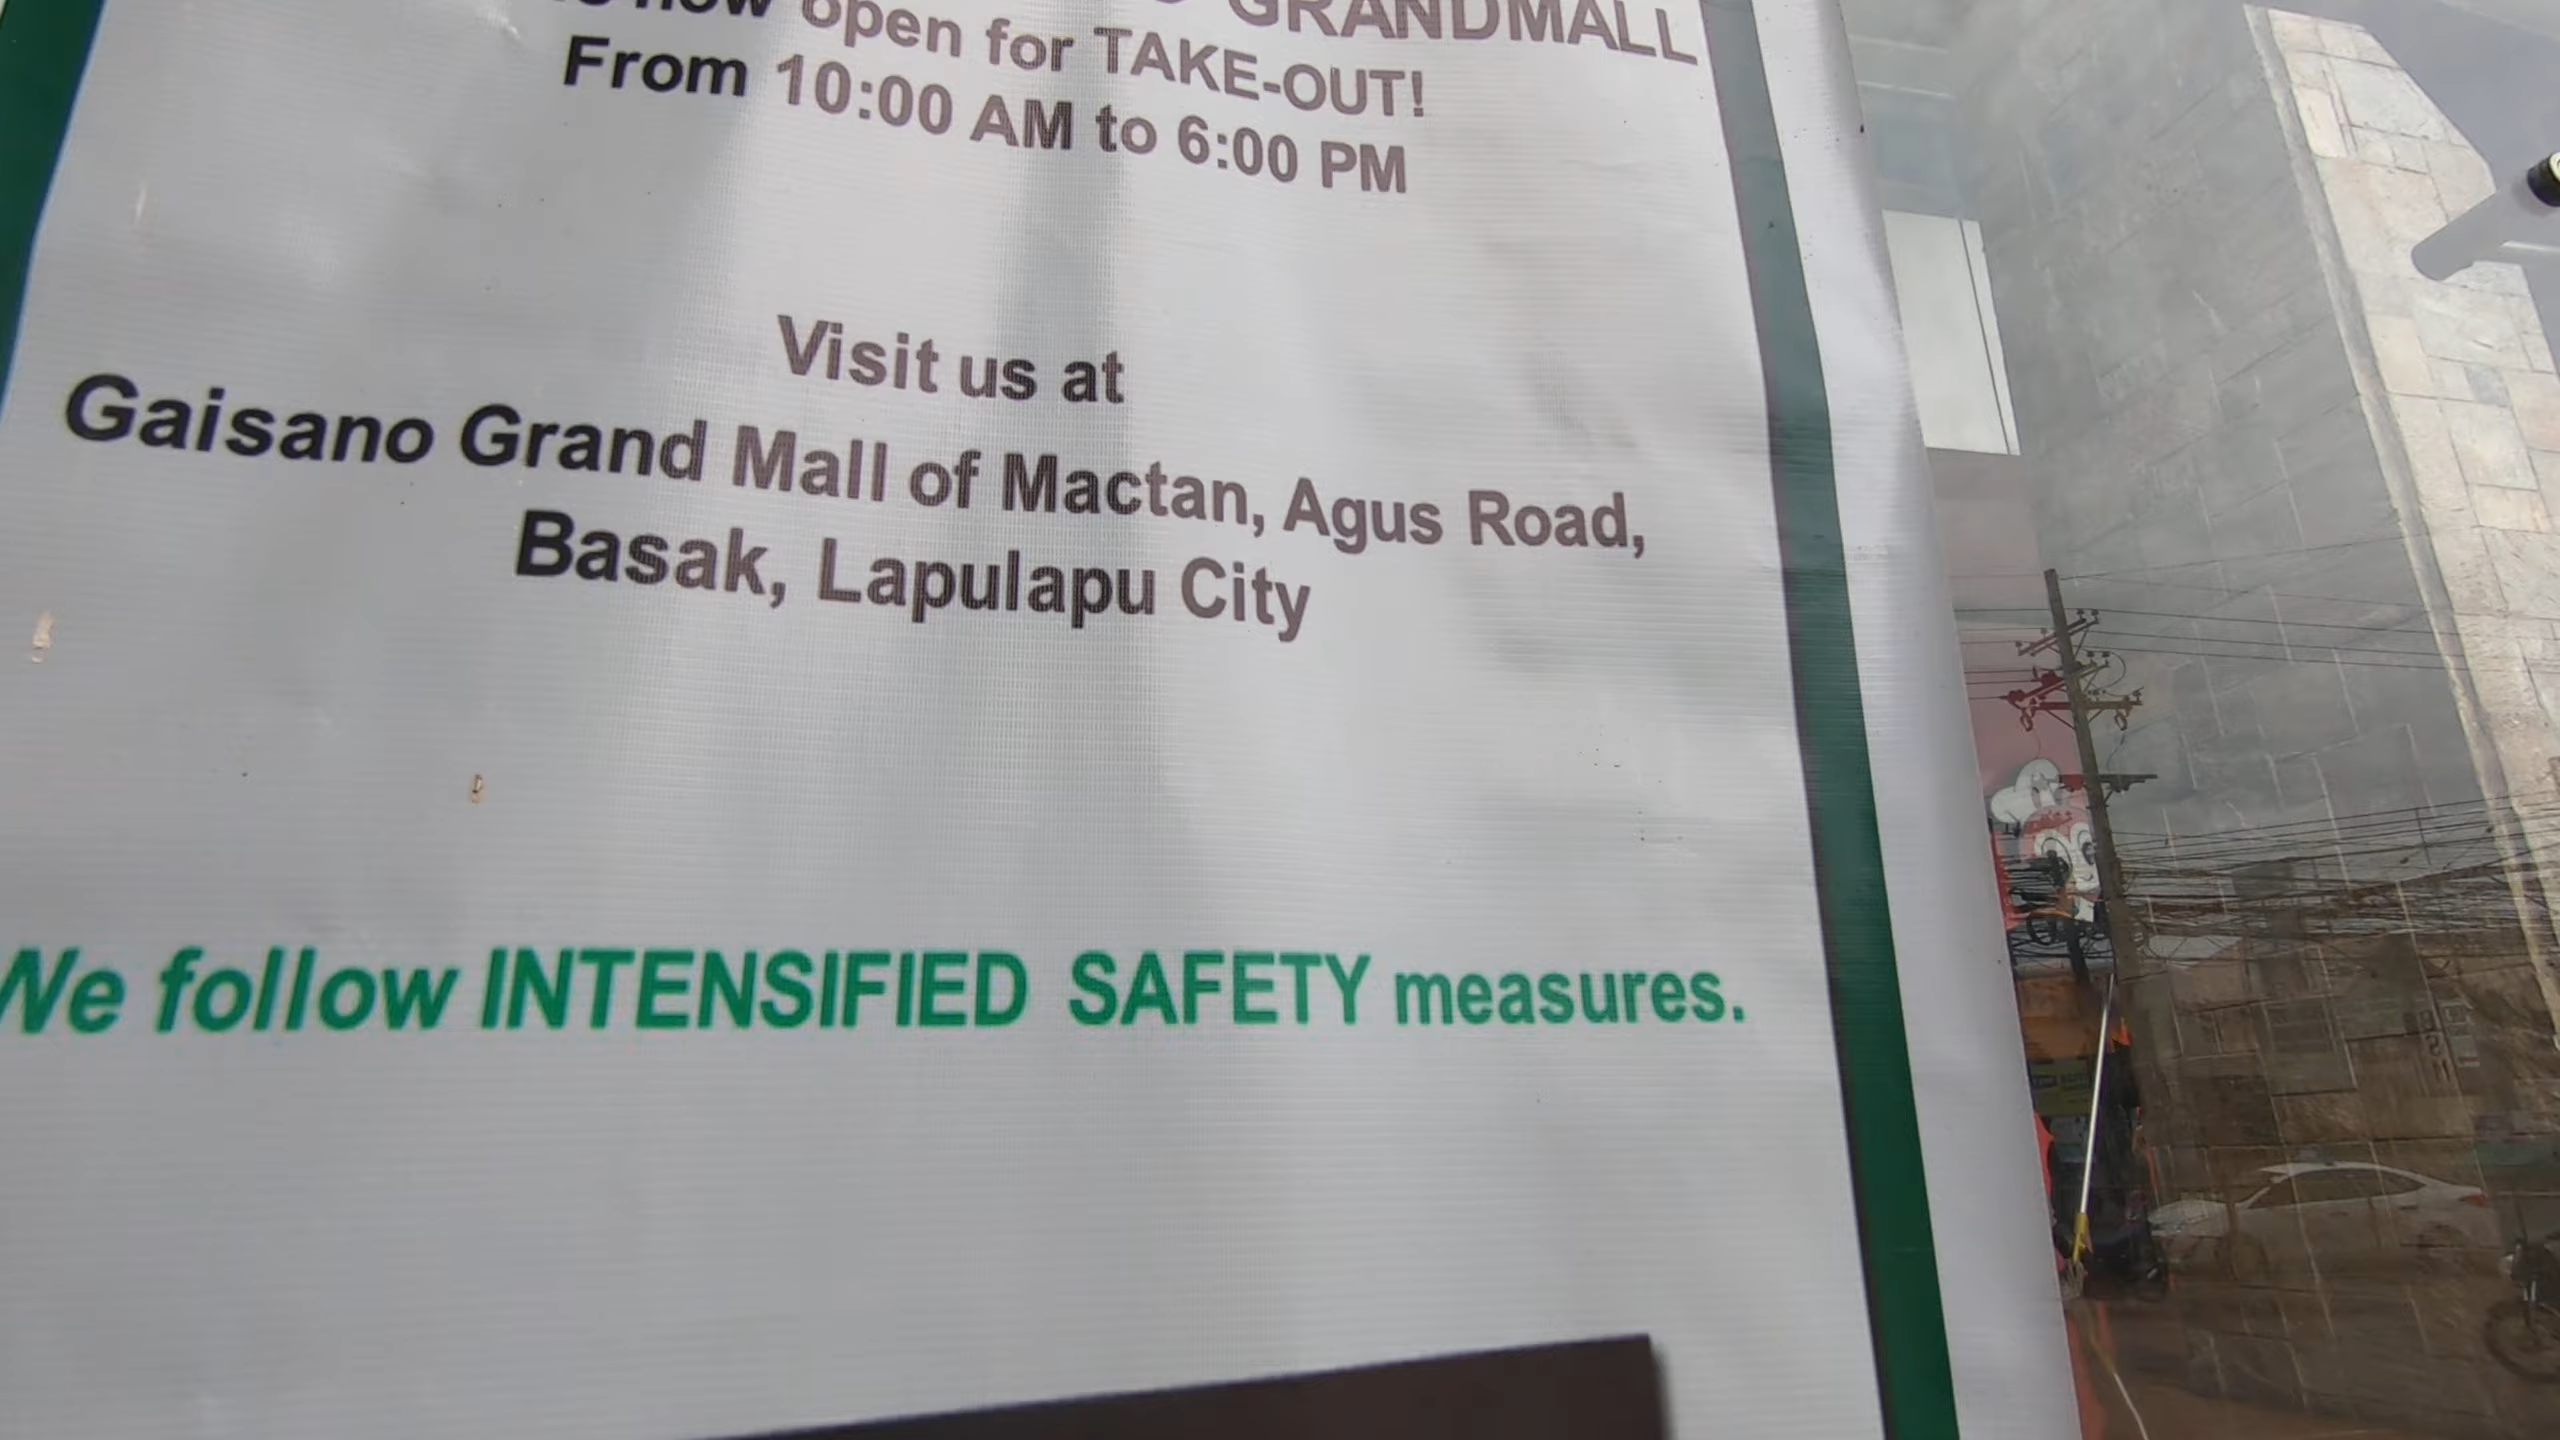 GRANDMALL
now open for TAKE-OUT!
From 10:00 AM to 6:00 PM
Visit us at
Gaisano Grand Mall of Mactan, Agus Road,
Basak, Lapulapu City
We follow INTENSIFIED SAFETY measures.